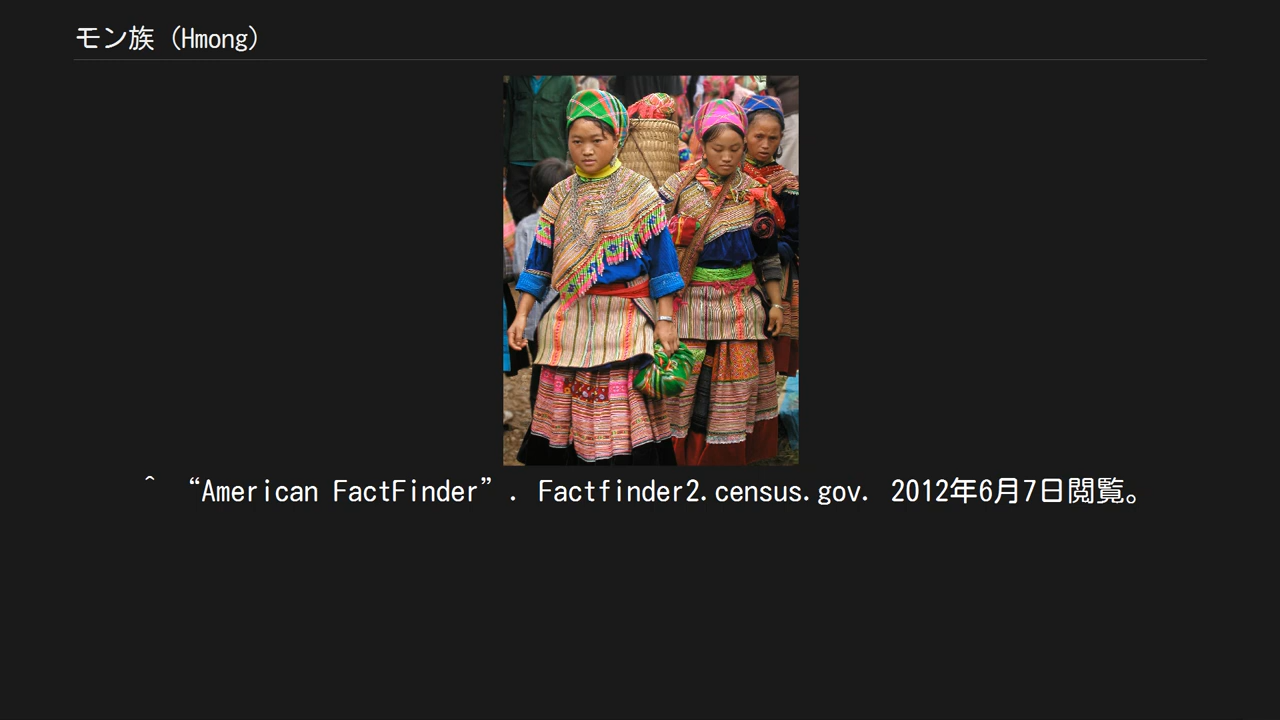 モン族（Hmong）
^ “American FactFinder”. Factfinder2.census.gov. 2012年6月7日閲覧。